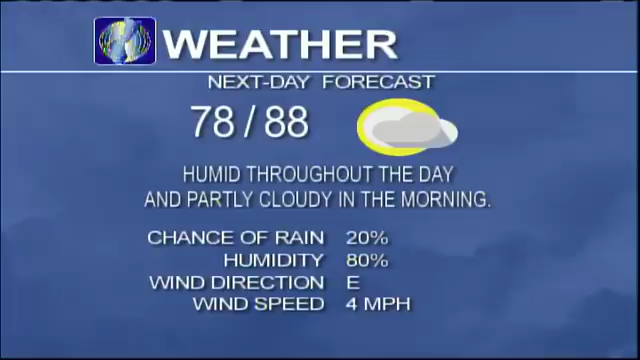 WEATHER
NEXT-DAY FORECAST
78 / 88
HUMID THROUGHOUT THE DAY
AND PARTLY CLOUDY IN THE MORNING.
CHANCE OF RAIN 20%
HUMIDITY 80%
WIND DIRECTION E
WIND SPEED 4 MPH